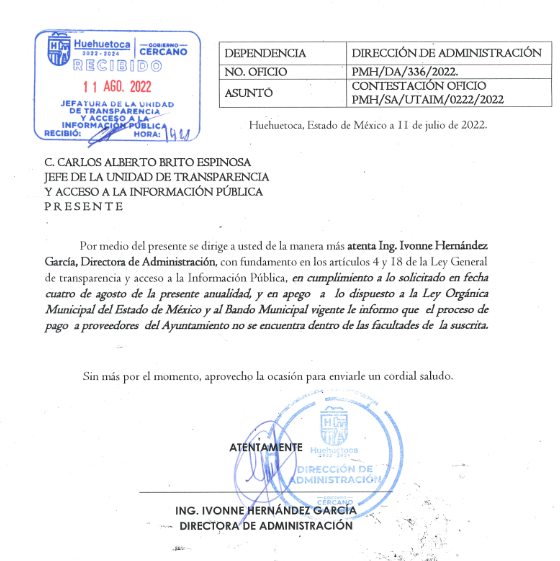 Huehuetoca
2022 - 2024
GOBIERNO
CERCANO
RECIBIDO
11 AGO. 2022
JEFATURA DE LA UNIDAD
DE TRANSPARENCIA
Y ACCESO A LA
INFORMACIÓN PÚBLICA
RECIBIÓ: HORA:
DEPENDENCIA DIRECCIÓN DE ADMINISTRACIÓN
NO. OFICIO PMH/DA/336/2022.
ASUNTO CONTESTACIÓN OFICIO
PMH/SA/UTAIM/0222/2022
Huehuetoca, Estado de México a 11 de julio de 2022.
C. CARLOS ALBERTO BRITO ESPINOSA
JEFE DE LA UNIDAD DE TRANSPARENCIA
Y ACCESO A LA INFORMACIÓN PÚBLICA
P R E S E N T E
Por medio del presente se dirige a usted de la manera más atenta Ing. Ivonne Hernández
García, Directora de Administración, con fundamento en los artículos 4 y 18 de la Ley General
de transparencia y acceso a la Información Pública, en cumplimiento a lo solicitado en fecha
cuatro de agosto de la presente anualidad, y en apego a lo dispuesto a la Ley Orgánica
Municipal del Estado de México y al Bando Municipal vigente le informo que el proceso de
pago a proveedores del Ayuntamiento no se encuentra dentro de las facultades de la suscrita.
Sin más por el momento, aprovecho la ocasión para enviarle un cordial saludo.
ATENTAMENTE
Huehuetoca
2022 - 2024
DIRECCIÓN DE
ADMINISTRACIÓN
GOBIERNO
CERCANO
ING. IVONNE HERNÁNDEZ GARCÍA
DIRECTORA DE ADMINISTRACIÓN